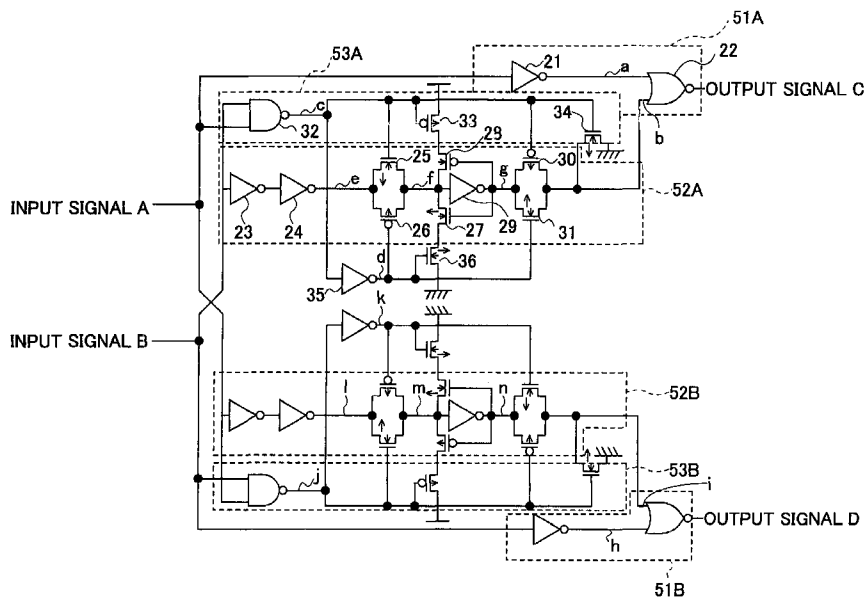 51A
53A
21
22
a
OUTPUT SIGNAL C
c
32
33
34
b
28
25
30
e
f
g
52A
INPUT SIGNAL A
23
24
26
29
27
31
d
36
35
k
INPUT SIGNAL B
l
m
n
52B
53B
j
i
OUTPUT SIGNAL D
h
51B